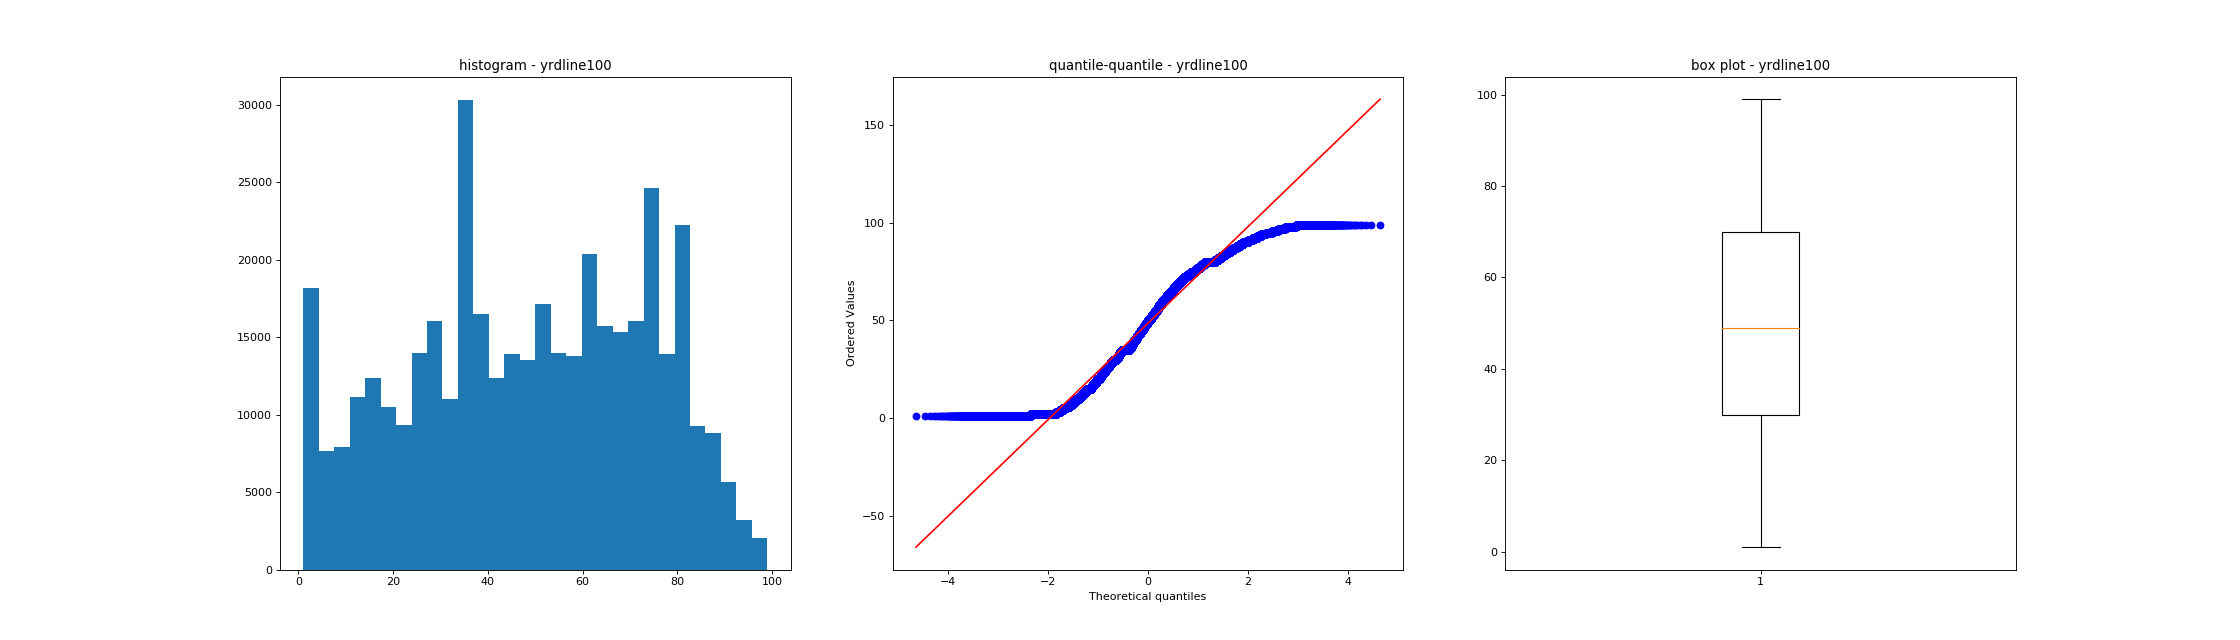 histogram - yrdline100
30000
25000
20000
15000
10000
5000
0
0 20 40 60 80 100
quantile-quantile - yrdline100
Ordered Values
150
100
50
0
−50
−4 −2 0 2 4
Theoretical quantiles
box plot - yrdline100
100
80
60
40
20
0
1